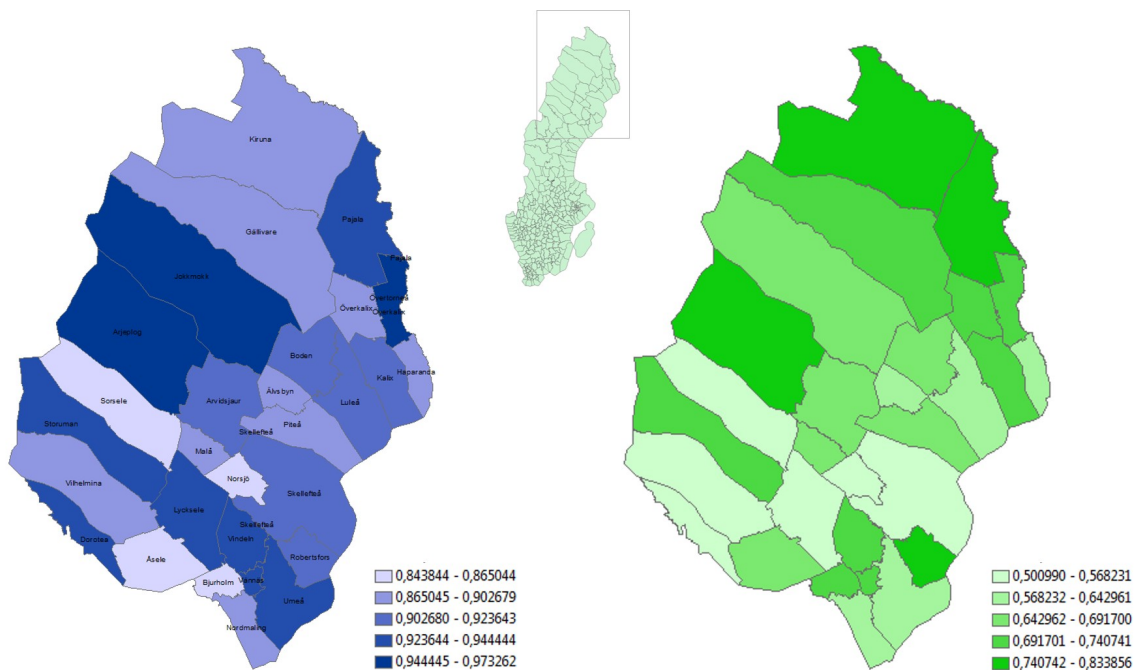 Kiruna
Pajala
Gällivare
Pajala
Jokkmokk
Övertorneå
Överkalix
Överkalix
Arjeplog
Boden
Haparanda
Kalix
Älvsbyn
Arvidsjaur
Luleå
Sorsele
Piteå
Storuman
Skellefteå
Malå
Norsjö
Vilhelmina
Skellefteå
Lycksele
Skellefteå
Vindeln
Dorotea
Robertsfors
Åsele
Vännäs
Bjurholm
Umeå
Nordmaling
0,843844 - 0,865044
0,865045 - 0,902679
0,902680 - 0,923643
0,923644 - 0,944444
0,944445 - 0,973262
0,500990 - 0,568231
0,568232 - 0,642961
0,642962 - 0,691700
0,691701 - 0,740741
0,740742 - 0,833856